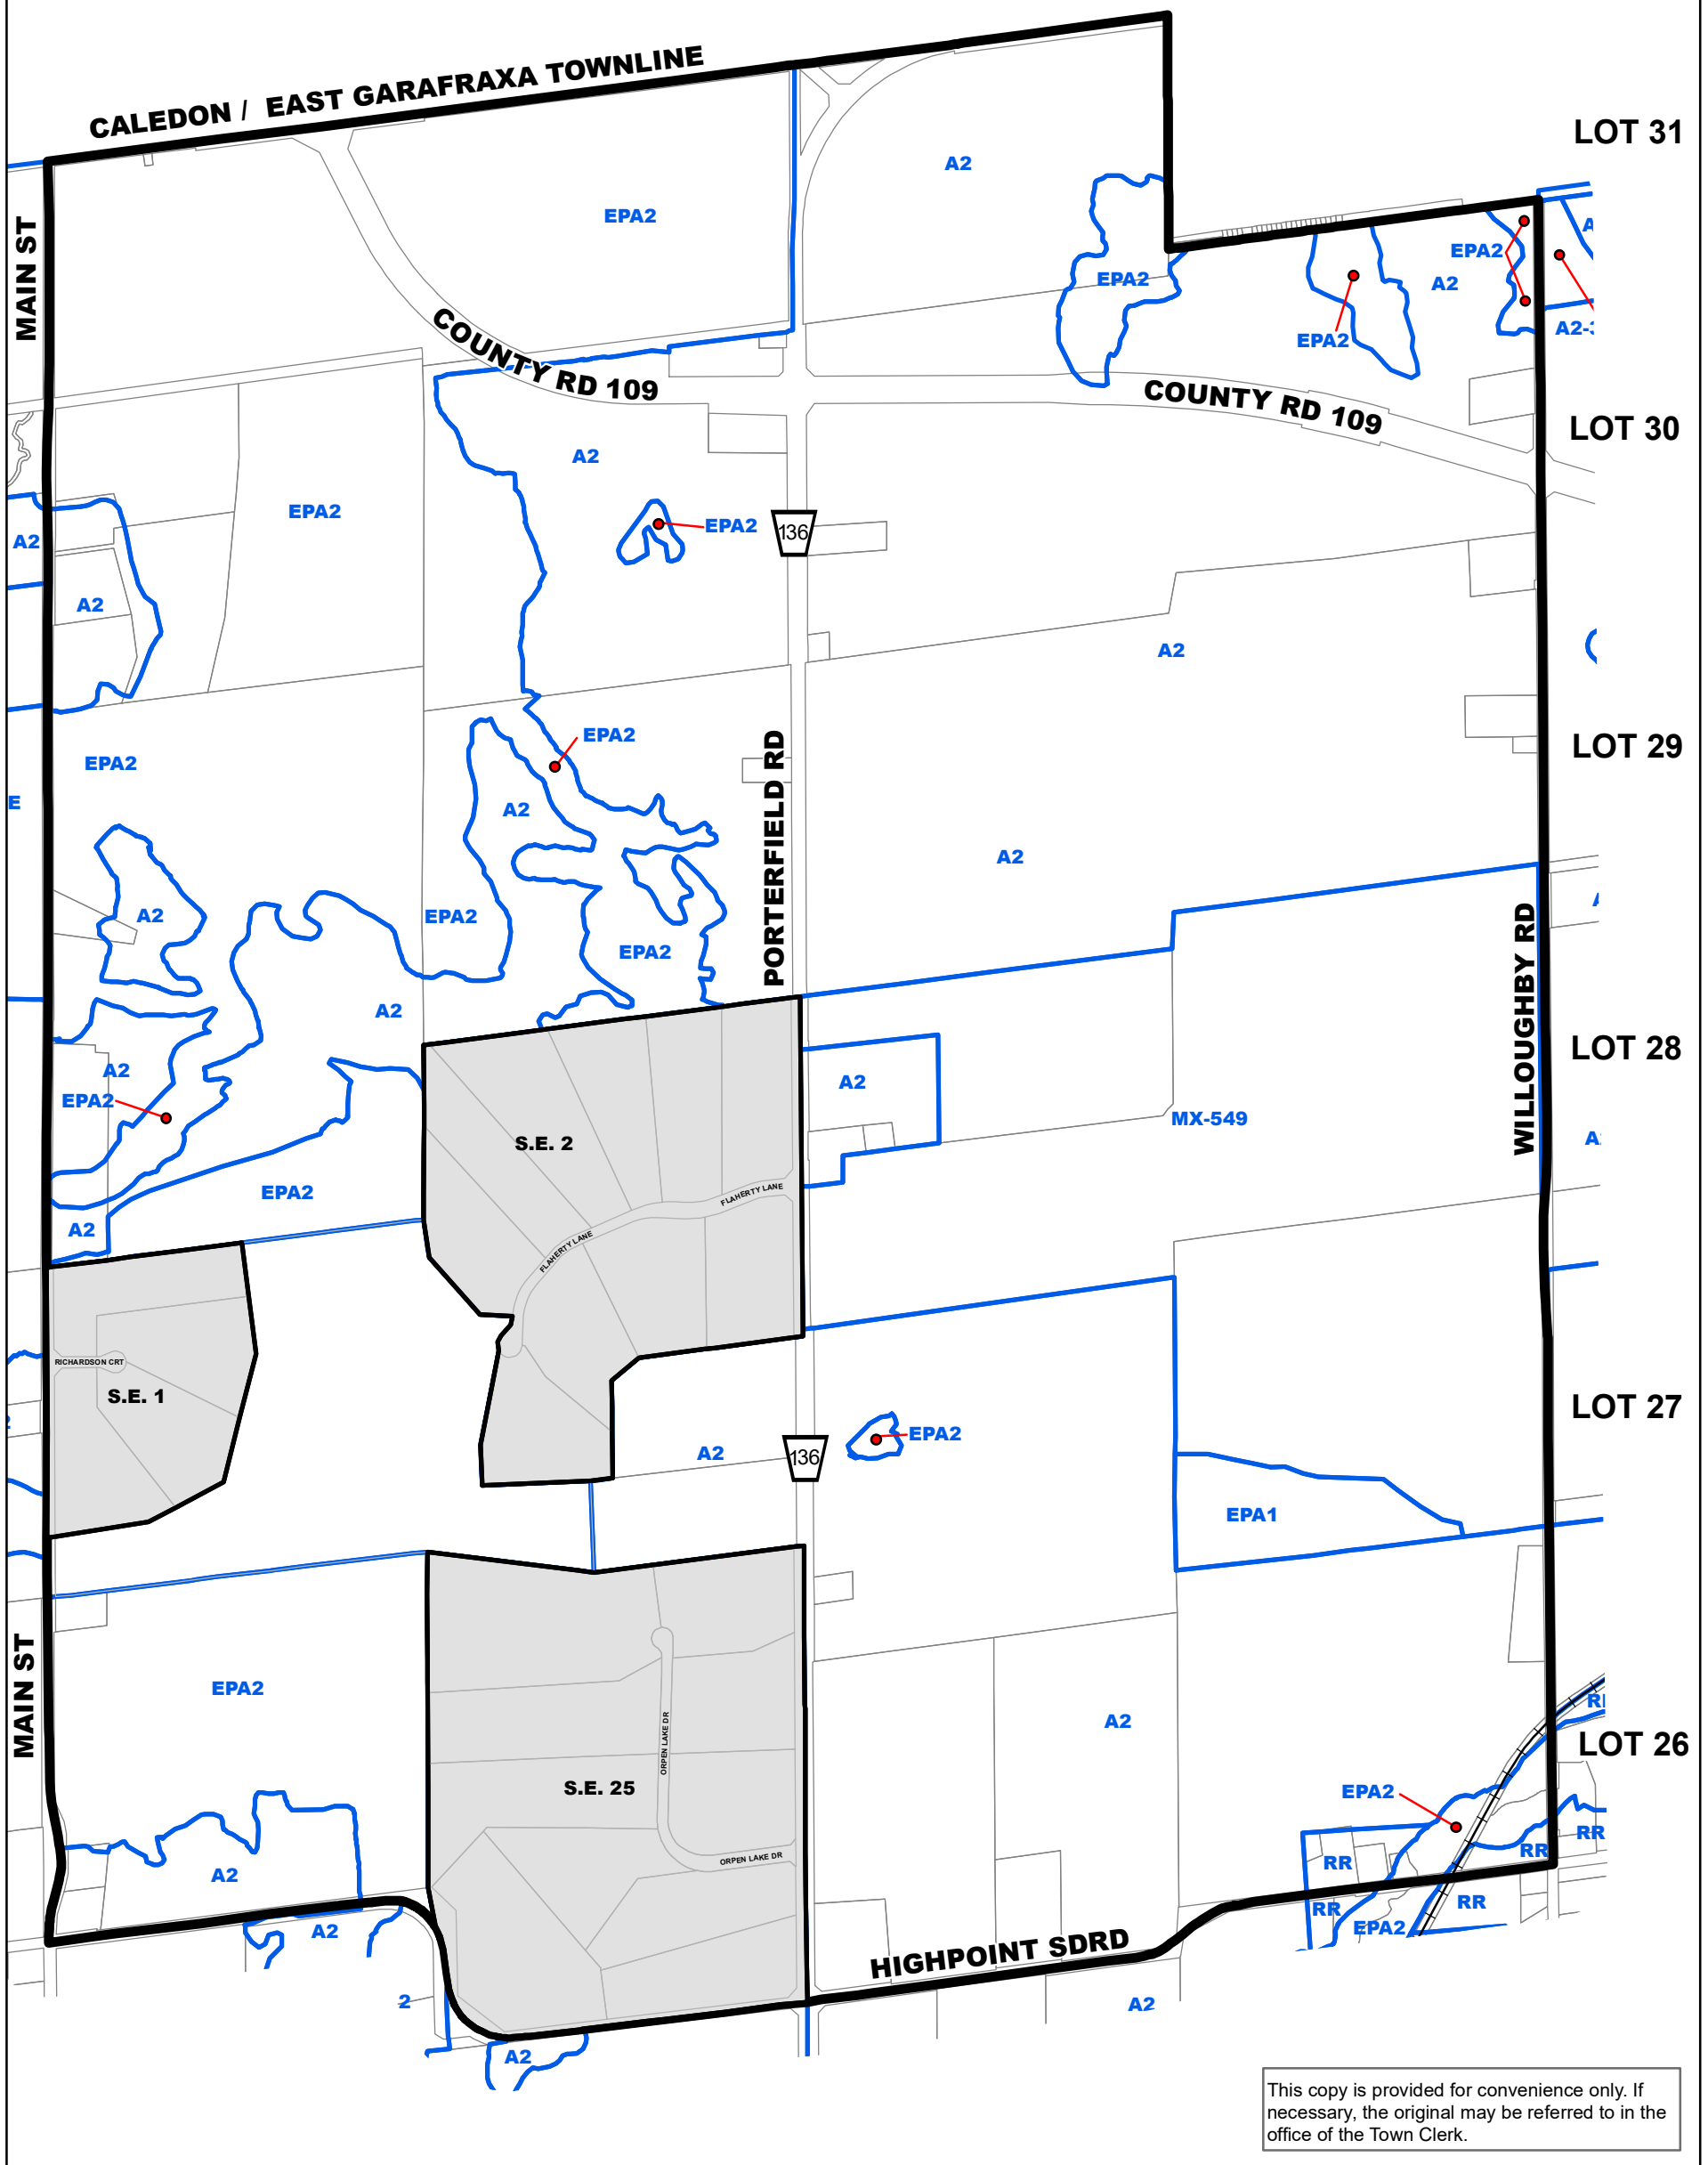 CALEDON / EAST GARAFRAXA TOWNLINE
LOT 31
A2
EPA2
MAIN ST
EPA2
EPA2
A2
A
EPA2
A2-
COUNTY RD 109
COUNTY RD 109
LOT 30
A2
EPA2
EPA2
136
A2
A2
A2
EPA2
LOT 29
EPA2
E
A2
PORTERFIELD RD
A2
A2
EPA2
EPA2
WILLOUGHBY RD
A2
LOT 28
A2
EPA2
A2
MX-549
A
S.E. 2
EPA2
FLAHERTY LANE
FLAHERTY LANE
A2
RICHARDSON CRT
S.E. 1
LOT 27
EPA2
A2
136
EPA1
MAIN ST
EPA2
A2
R
LOT 26
ORPEN LAKE DR
S.E. 25
EPA2
RR
RR
RR
ORPEN LAKE DR
A2
RR
RR
EPA2
A2
HIGHPOINT SDRD
2
A2
A2
This copy is provided for convenience only. If
necessary, the original may be referred to in the
office of the Town Clerk.